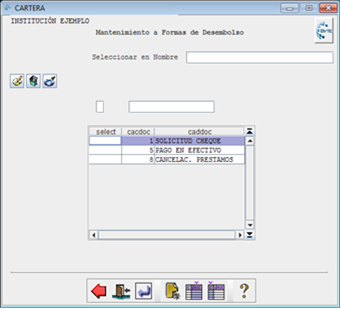 CARTERA
INSTITUCIÓN EJEMPLO
Mantenimiento a Formas de Desembolso
Seleccionar en Nombre
select cacdoc caddoc
1 SOLICITUD CHEQUE
5 PAGO EN EFECTIVO
8 CANCELAC. PRESTAMOS
?